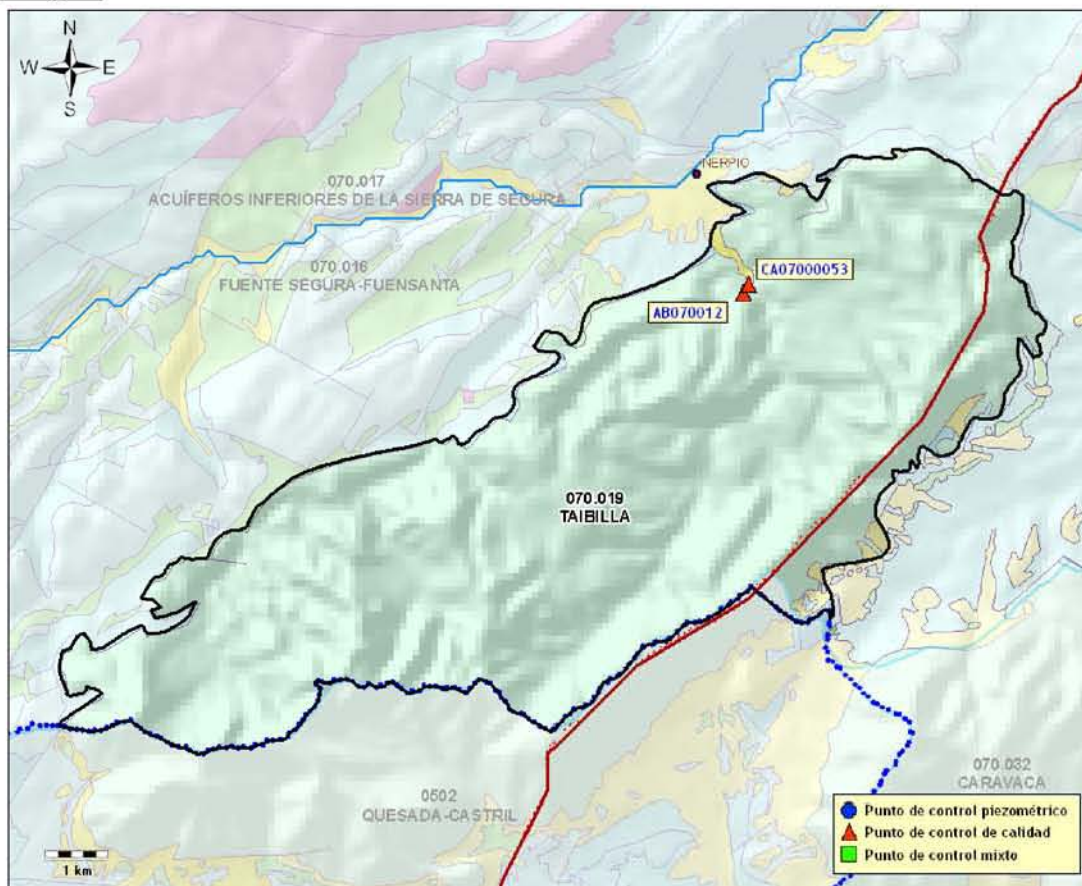 N
W E
S
NERPIO
070.017
ACUÍFEROS INFERIORES DE LA SIERRA DE SEGURA
070.016
FUENTE SEGURA-FUENSANTA
CA07000053
AB070012
070.019
TAIBILLA
070.032
CARAVACA
0502
QUESADA-CASTRIL
Punto de control piezométrico
Punto de control de calidad
Punto de control mixto
1 km